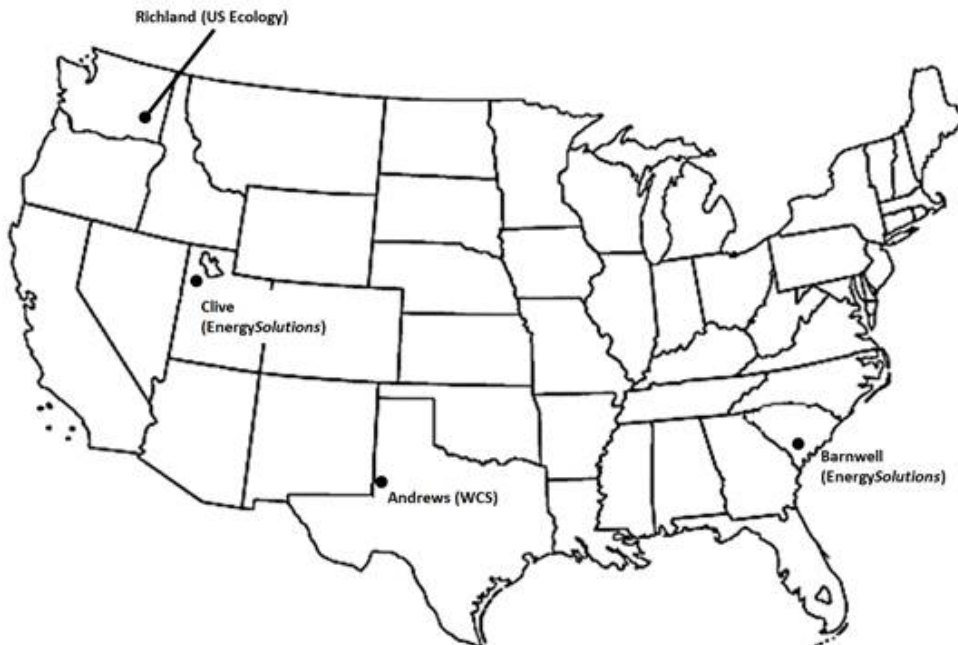 Richland (US Ecology)
Clive
(EnergySolutions)
Andrews (WCS)
Barnwell
(EnergySolutions)